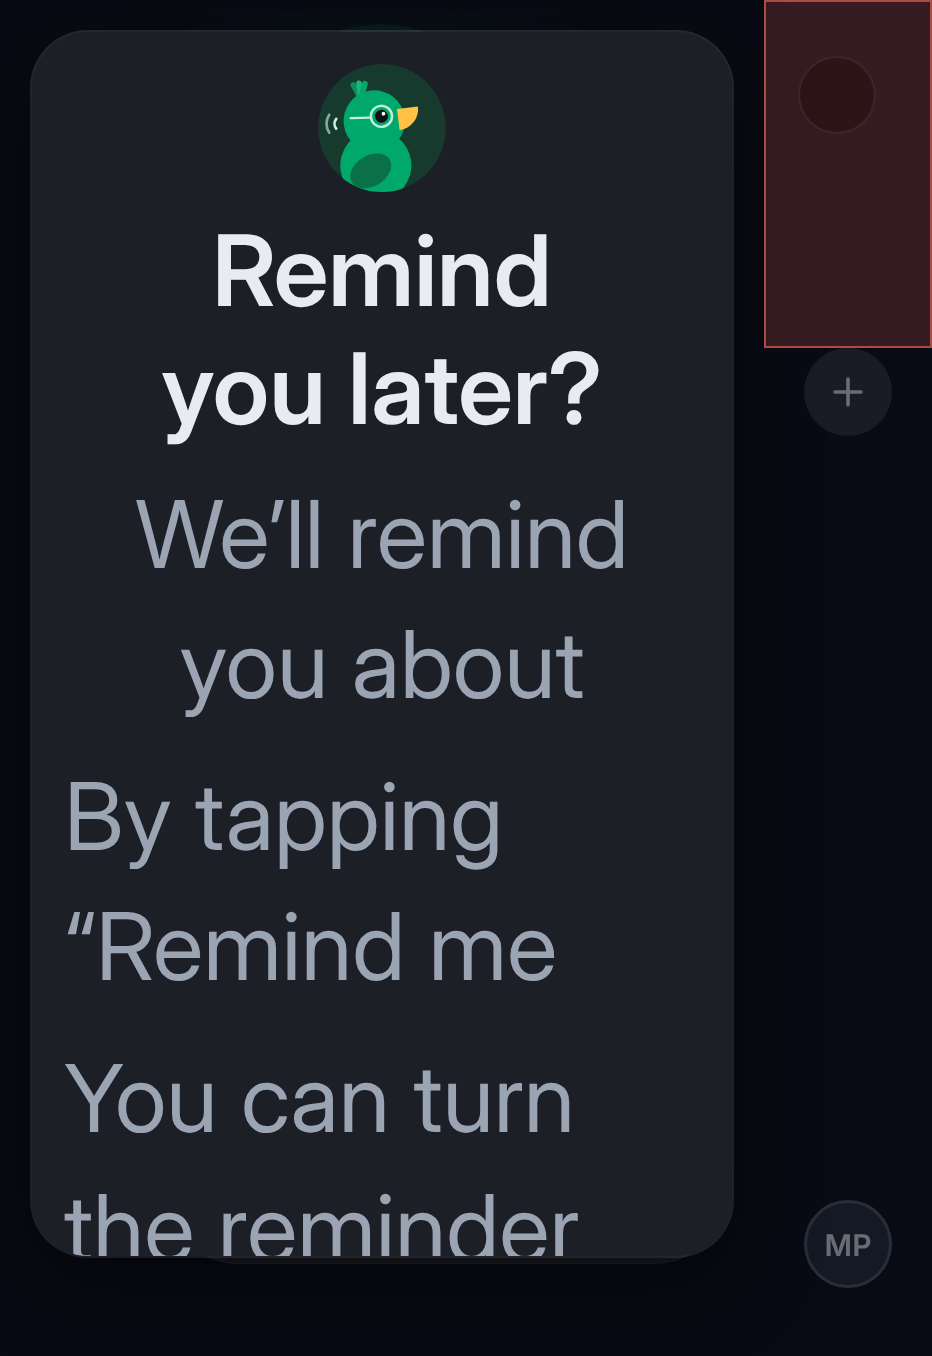 Remind
you later?
We’ll remind
you about
By tapping
“Remind me
You can turn
the reminder
MP